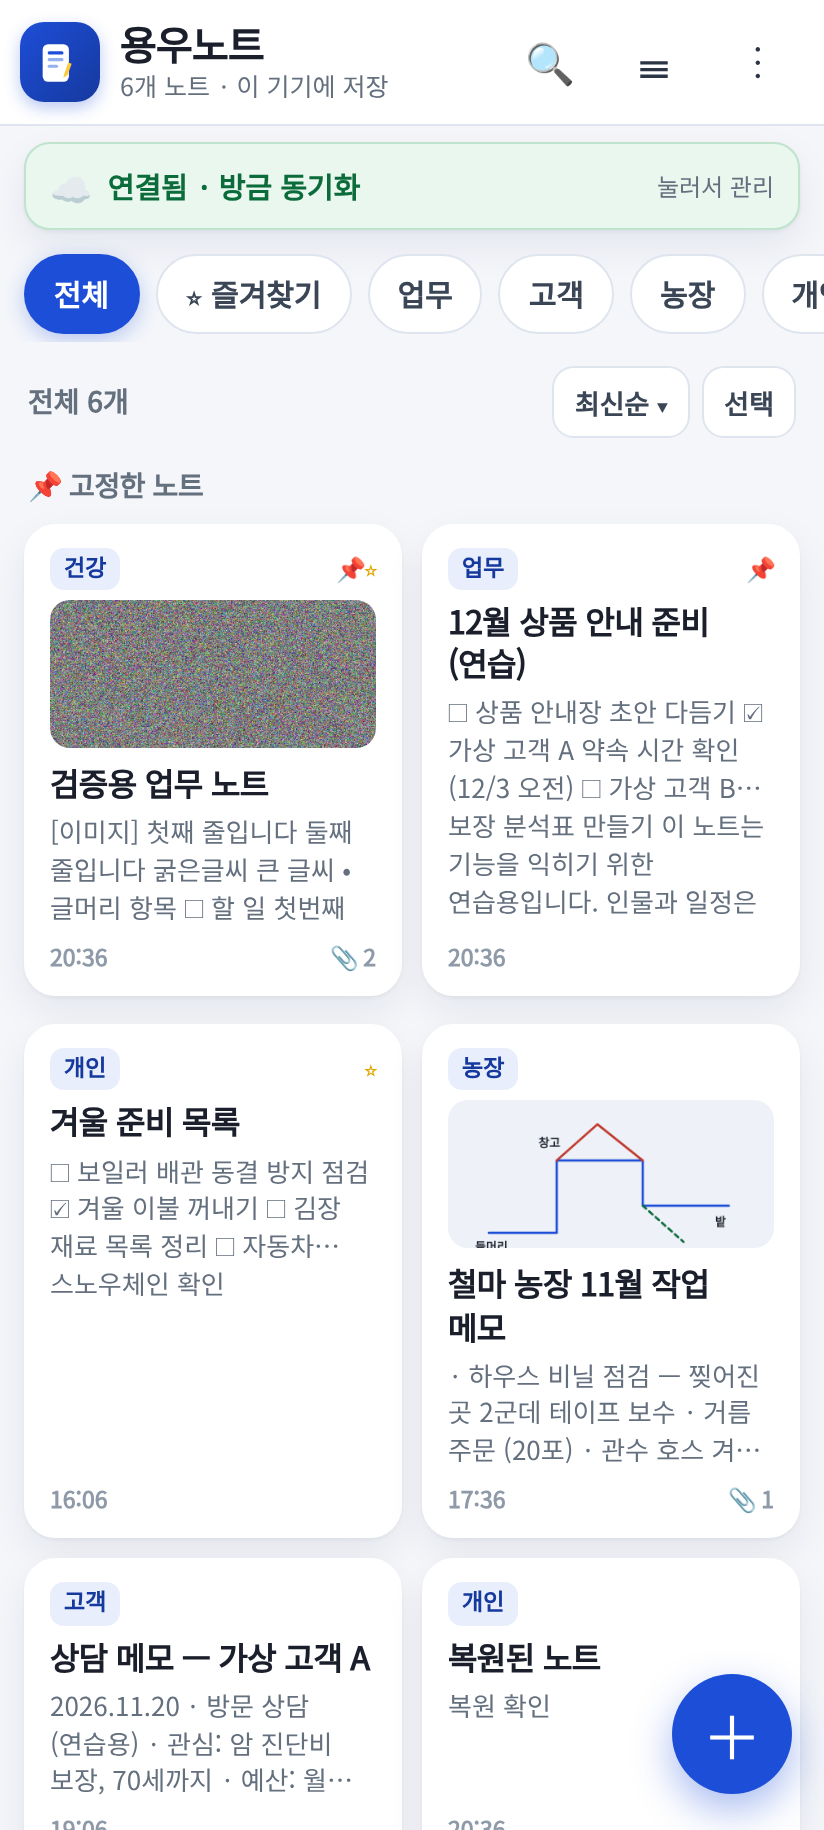 용우노트
6개 노트 · 이 기기에 저장
연결됨 · 방금 동기화
눌러서 관리
전체
☆ 즐겨찾기
업무
고객
농장
전체 6개
최신순 ▾
선택
📌 고정한 노트
건강
검증용 업무 노트
[이미지] 첫째 줄입니다 둘째
줄입니다 굵은글씨 큰 글씨 •
글머리 항목 ☐ 할 일 첫번째
20:36
📎 2
업무
12월 상품 안내 준비
(연습)
☐ 상품 안내장 초안 다듬기 ☑
가상 고객 A 약속 시간 확인
(12/3 오전) ☐ 가상 고객 B…
보장 분석표 만들기 이 노트는
기능을 익히기 위한
연습용입니다. 인물과 일정은
20:36
개인
겨울 준비 목록
☐ 보일러 배관 동결 방지 점검
☑ 겨울 이불 꺼내기 ☐ 김장
재료 목록 정리 ☐ 자동차…
스노우체인 확인
16:06
농장
창고
밭
철마 농장 11월 작업
메모
· 하우스 비닐 점검 — 찢어진
곳 2군데 테이프 보수 · 거름
주문 (20포) · 관수 호스 겨…
17:36
📎 1
고객
상담 메모 — 가상 고객 A
2026.11.20 · 방문 상담
(연습용) · 관심: 암 진단비
보장, 70세까지 · 예산: 월…
19:06
개인
복원된 노트
복원 확인
20:36